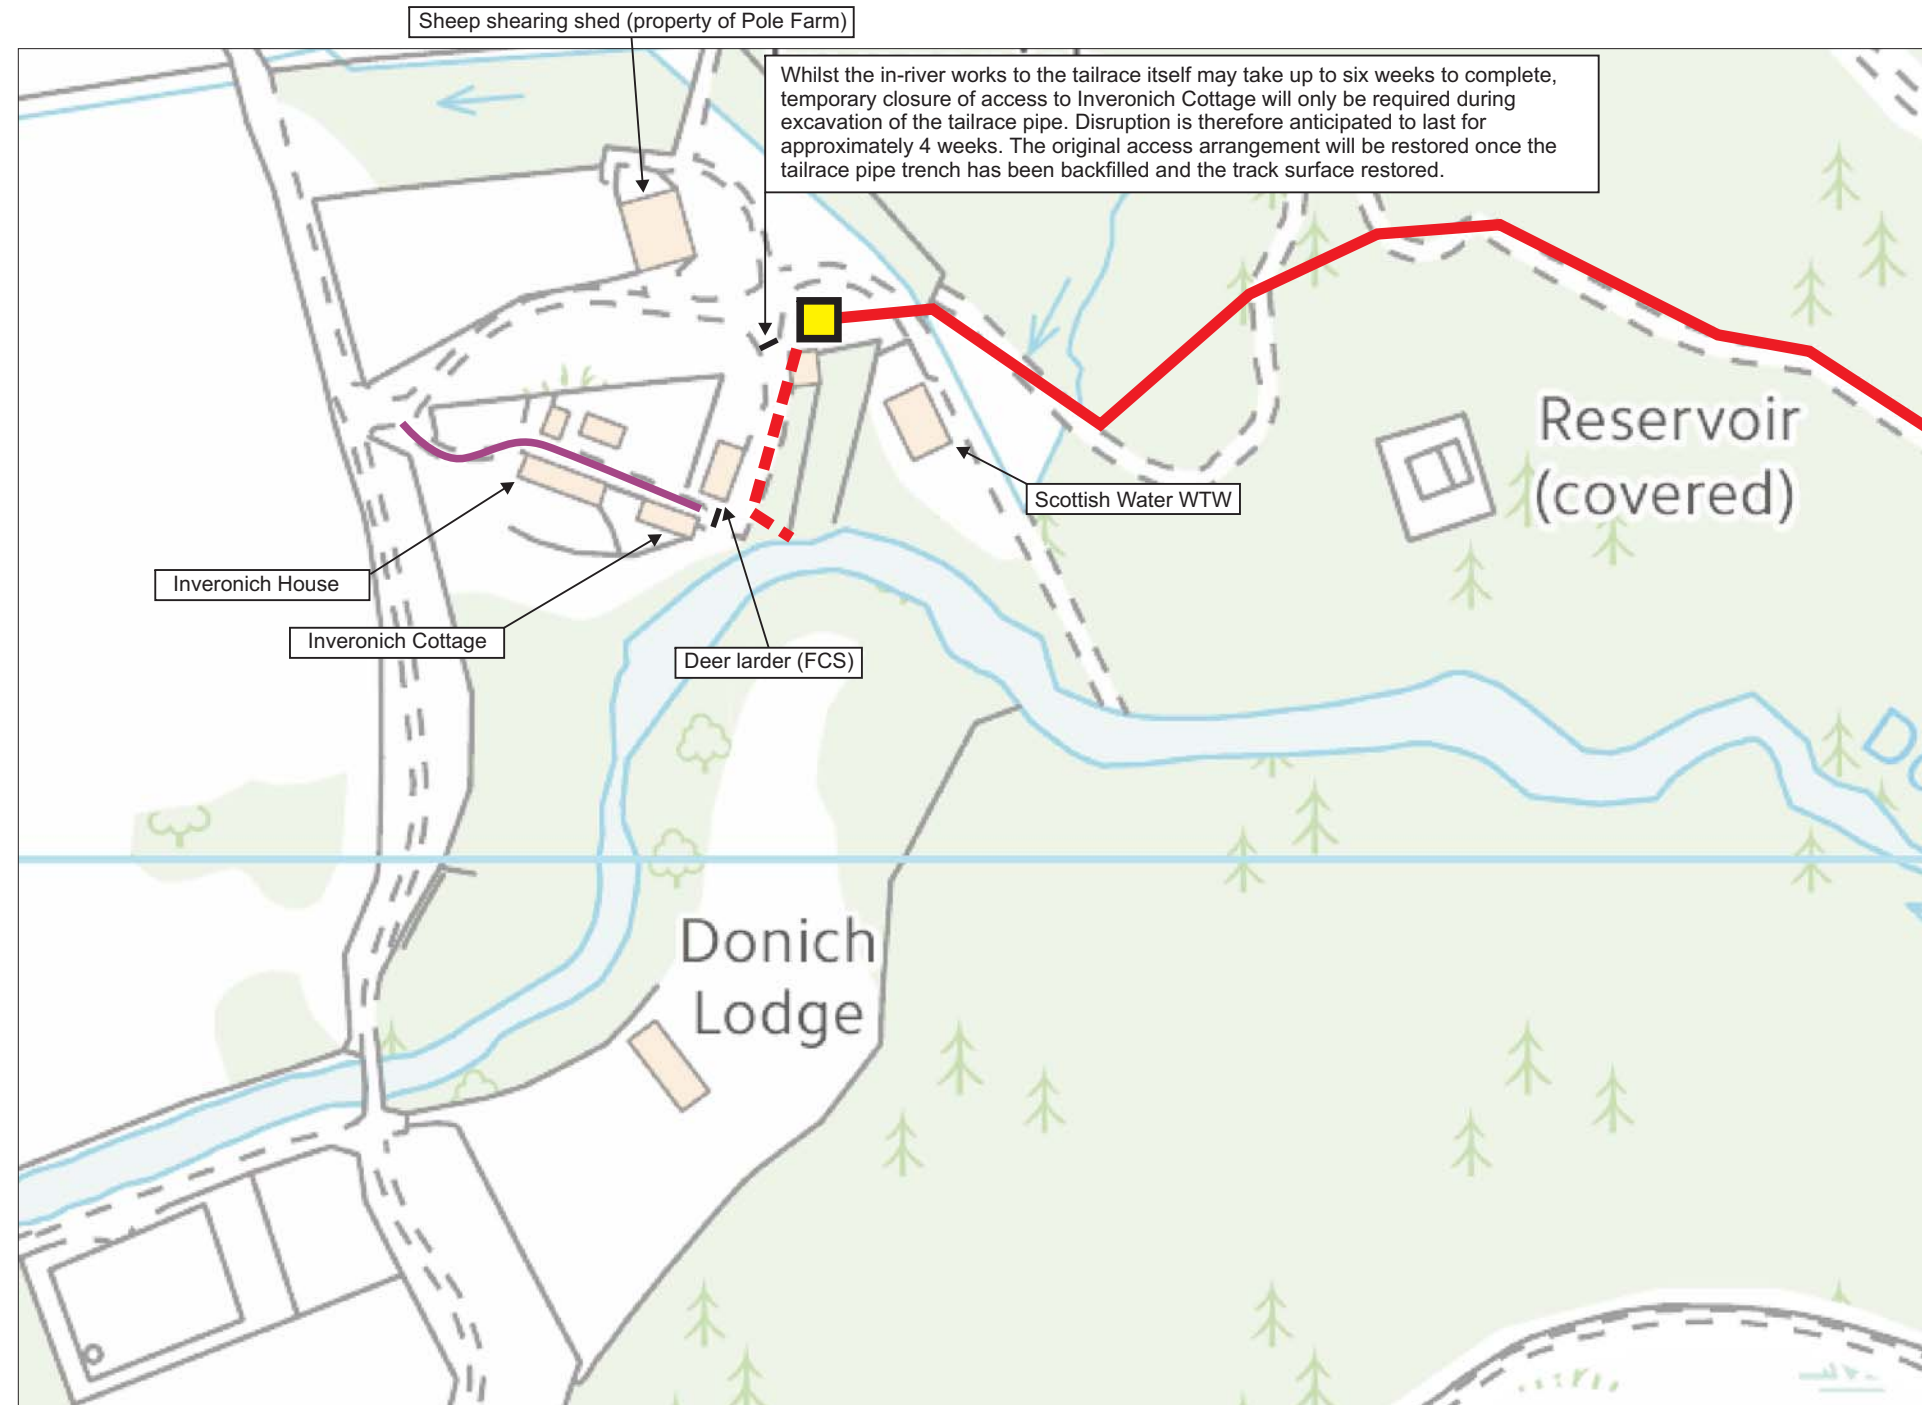 Sheep shearing shed (property of Pole Farm)
Whilst the in-river works to the tailrace itself may take up to six weeks to complete,
temporary closure of access to Inveronich Cottage will only be required during
excavation of the tailrace pipe. Disruption is therefore anticipated to last for
approximately 4 weeks. The original access arrangement will be restored once the
tailrace pipe trench has been backfilled and the track surface restored.
Reservoir
(covered)
Scottish Water WTW
Inveronich House
Inveronich Cottage
Deer larder (FCS)
Donich
Lodge